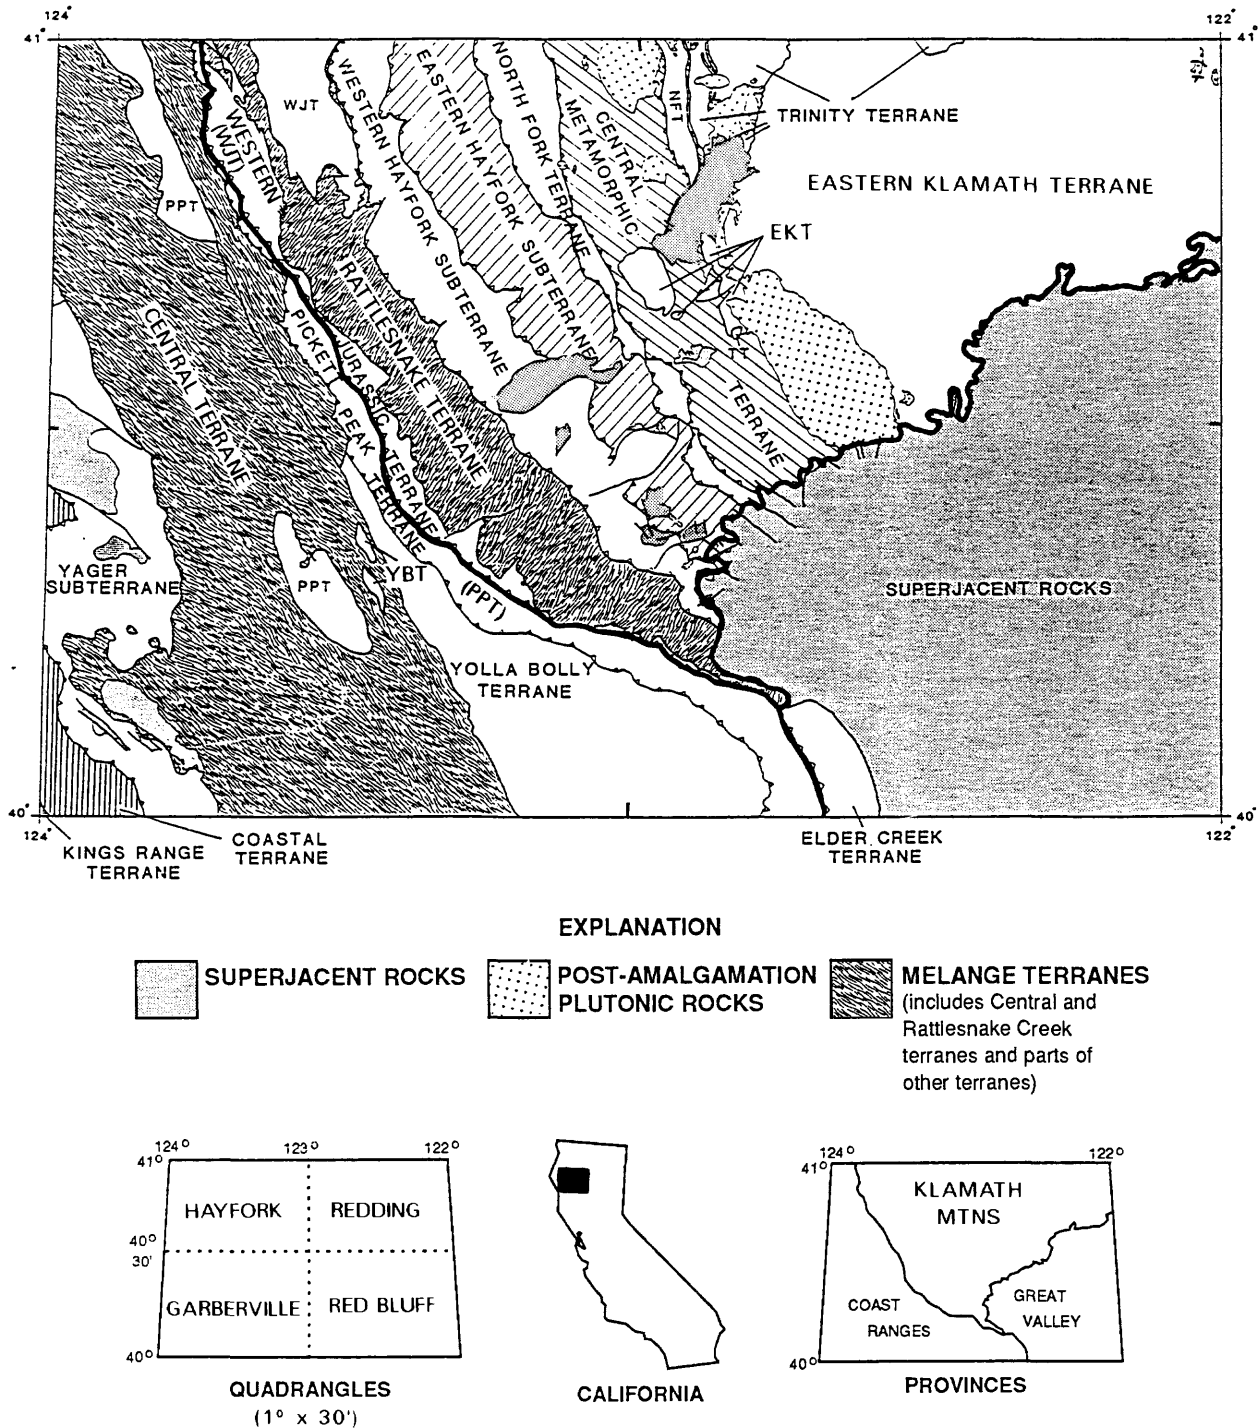 124°
122°
41°
41°
WESTERN
(WJT)
WJT
WESTERN HAYFORK SUBTERRANE
EASTERN HAYFORK SUBTERRANE
NORTH FORK TERRANE
CENTRAL
METAMORPHIC
NFT
TRINITY TERRANE
EASTERN KLAMATH TERRANE
PPT
EKT
RATTLESNAKE TERRANE
CENTRAL TERRANE
PICKET
PEAK TERRANE
JURASSIC TERRANE
TT
TERRANE
YAGER
SUBTERRANE
PPT
YBT
(PPT)
SUPERJACENT ROCKS
YOLLA BOLLY
TERRANE
40°
40°
124°
122°
KINGS RANGE
TERRANE
COASTAL
TERRANE
ELDER CREEK
TERRANE
EXPLANATION
SUPERJACENT ROCKS
POST-AMALGAMATION
PLUTONIC ROCKS
MELANGE TERRANES
(includes Central and
Rattlesnake Creek
terranes and parts of
other terranes)
124° 123° 122°
41°
HAYFORK REDDING
40°
30'
GARBERVILLE RED BLUFF
40°
QUADRANGLES
(1° x 30')
CALIFORNIA
124° 122°
41°
KLAMATH
MTNS
COAST
RANGES
GREAT
VALLEY
40°
PROVINCES